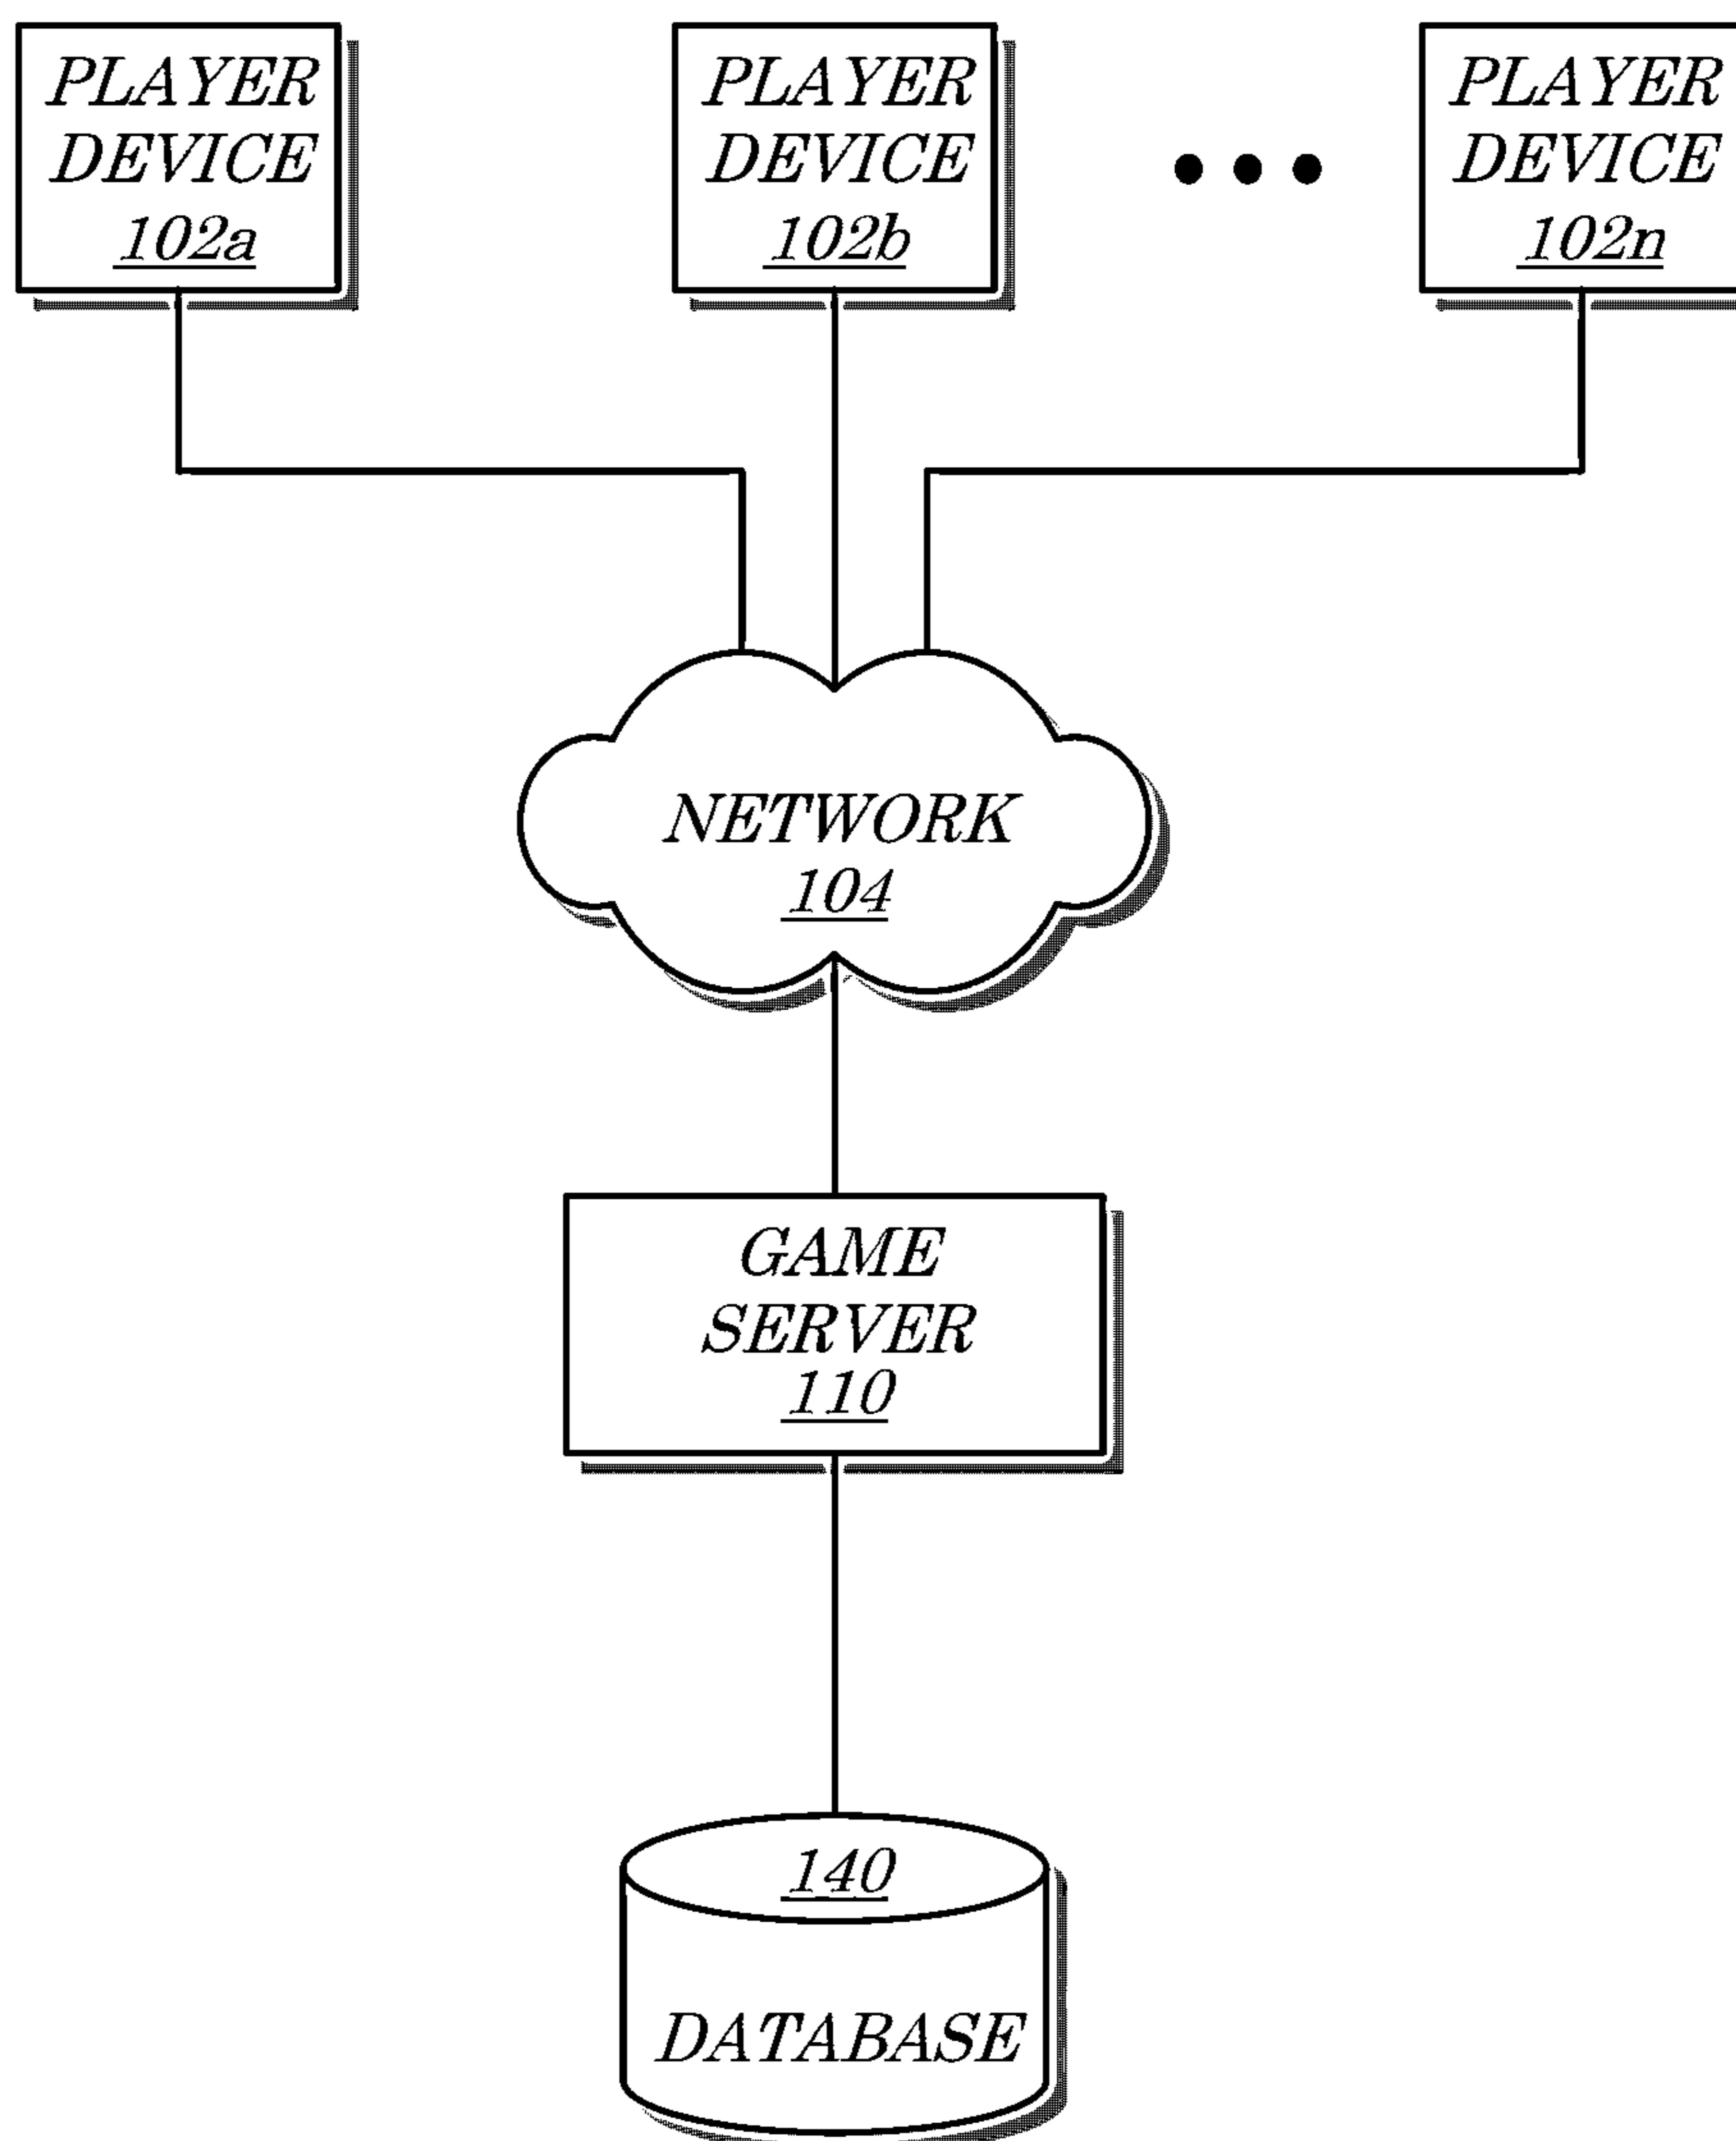 PLAYER
DEVICE
102a
PLAYER
DEVICE
102b
PLAYER
DEVICE
102n
NETWORK
104
GAME
SERVER
110
140
DATABASE